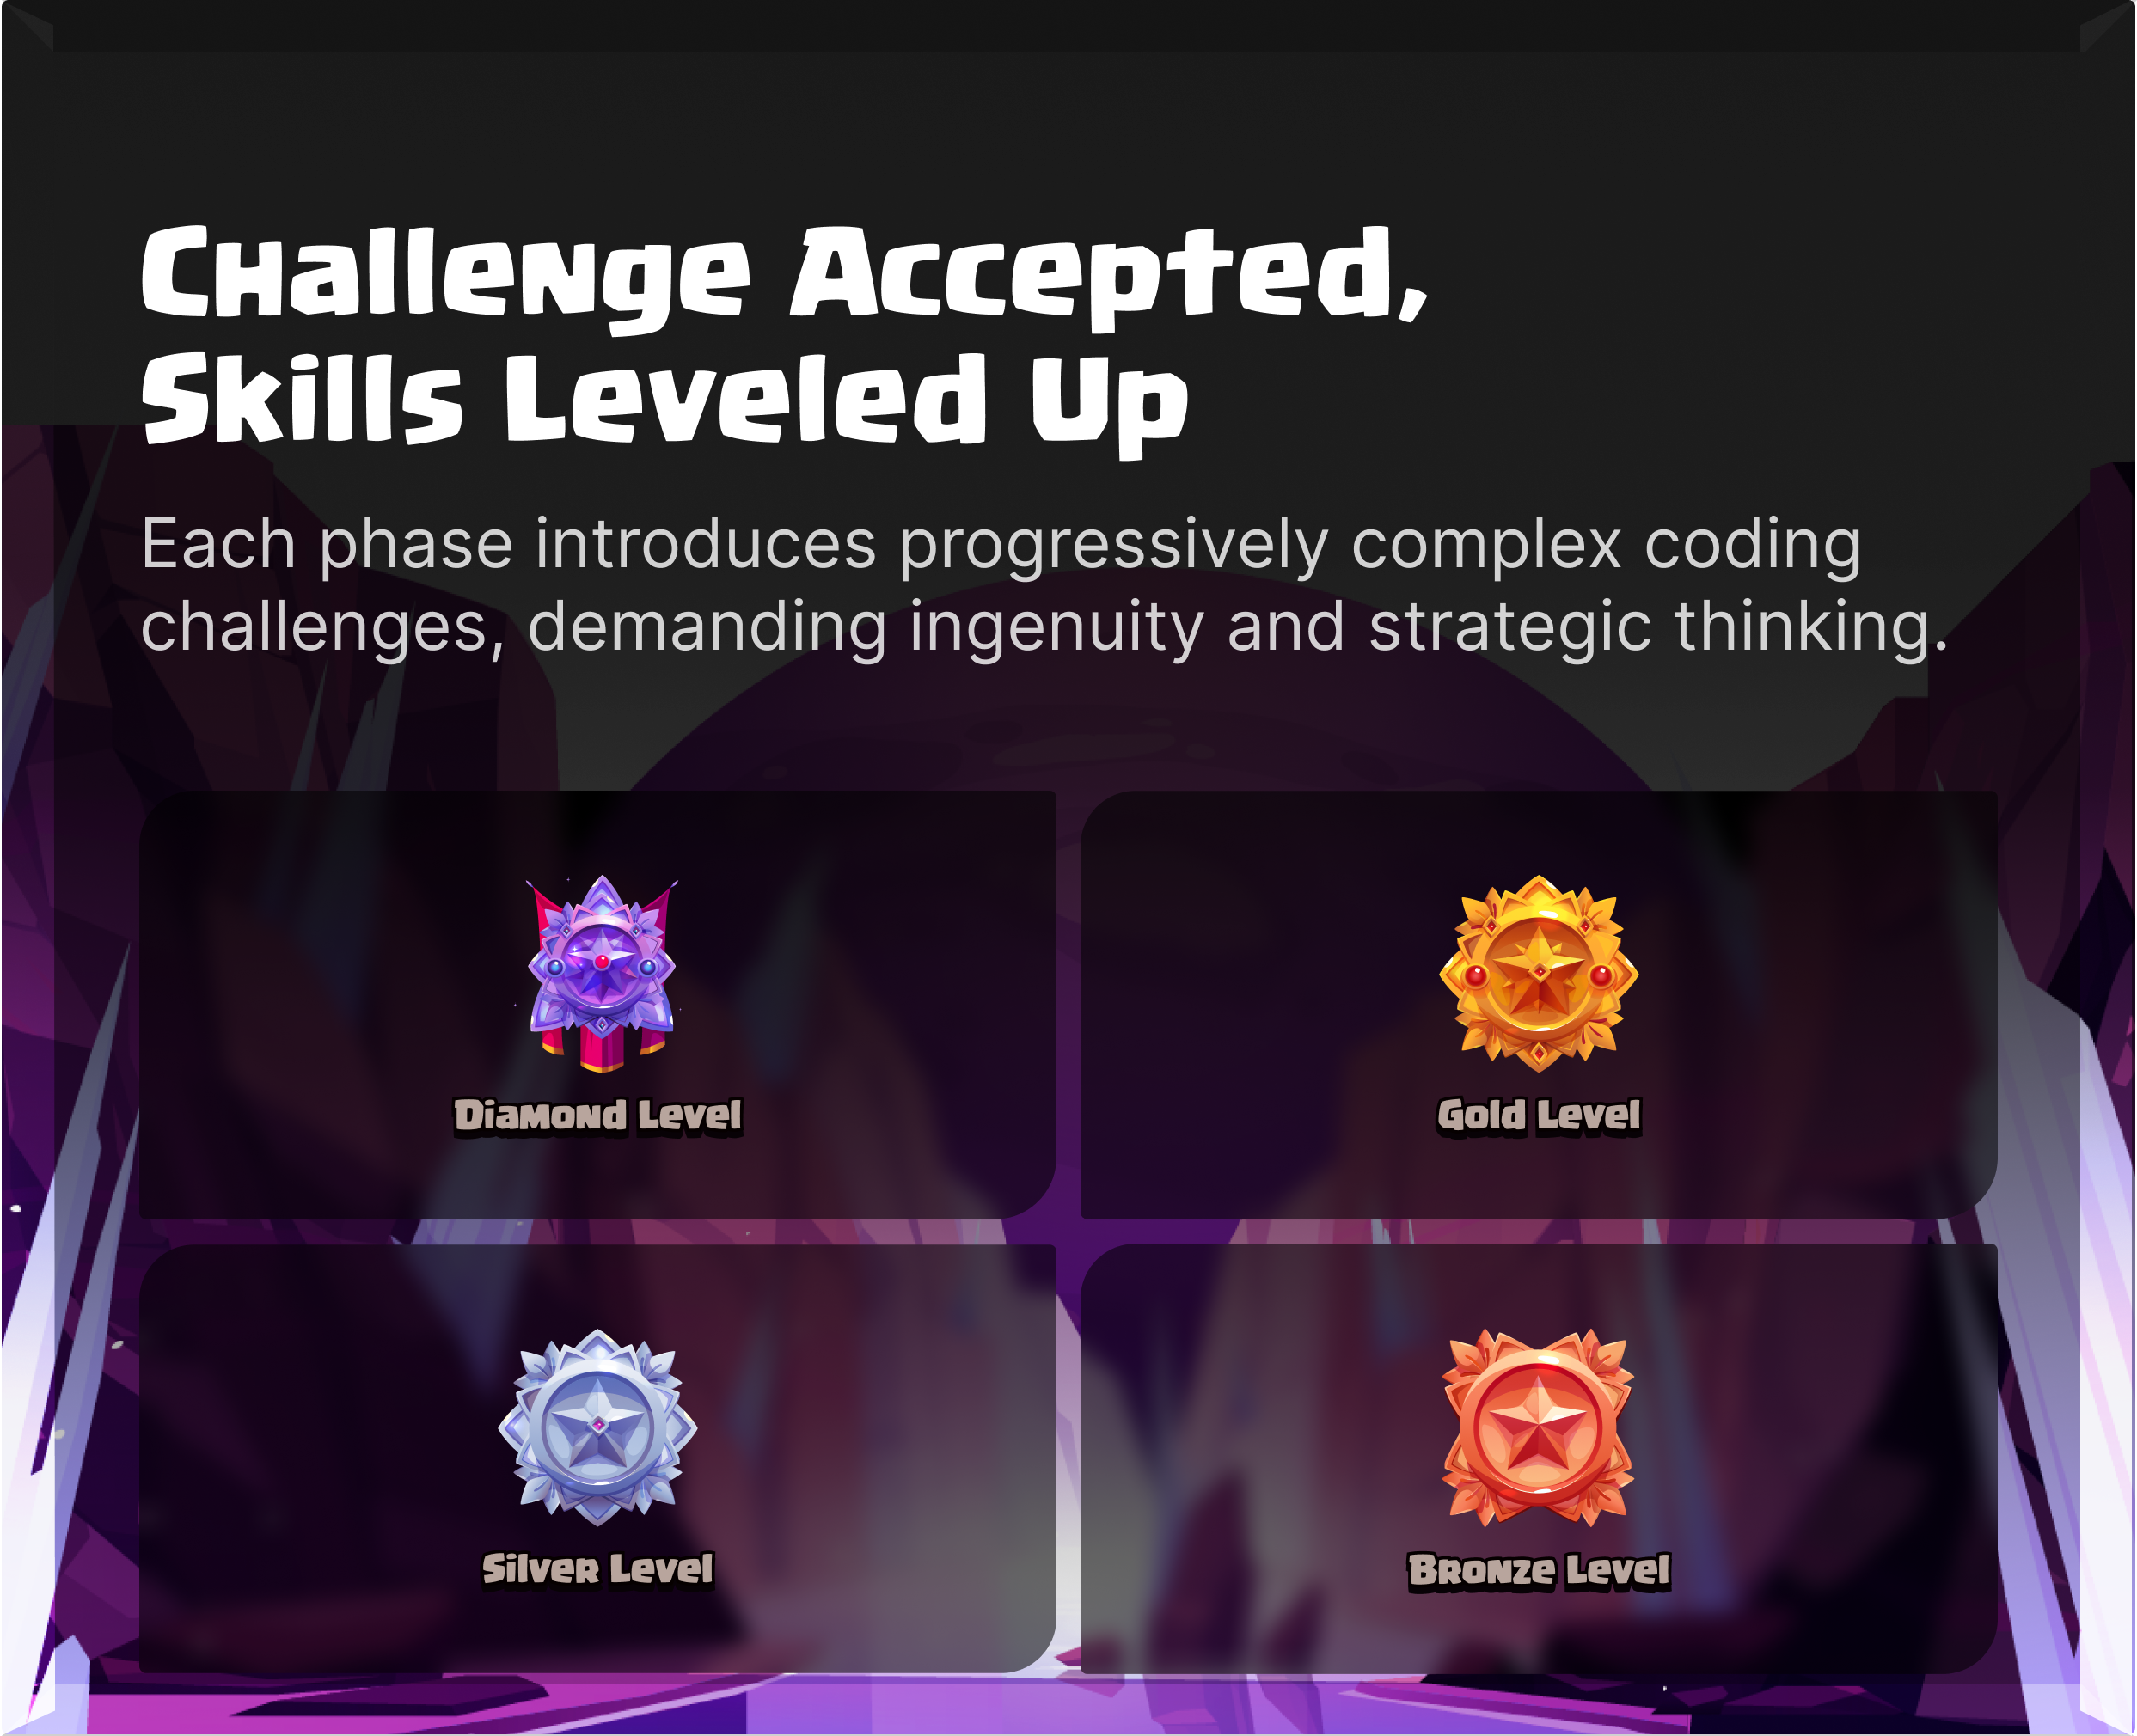 Challenge Accepted,
Skills Leveled Up
Each phase introduces progressively complex coding
challenges, demanding ingenuity and strategic thinking.
Diamond Level
Gold Level
Silver Level
Bronze Level